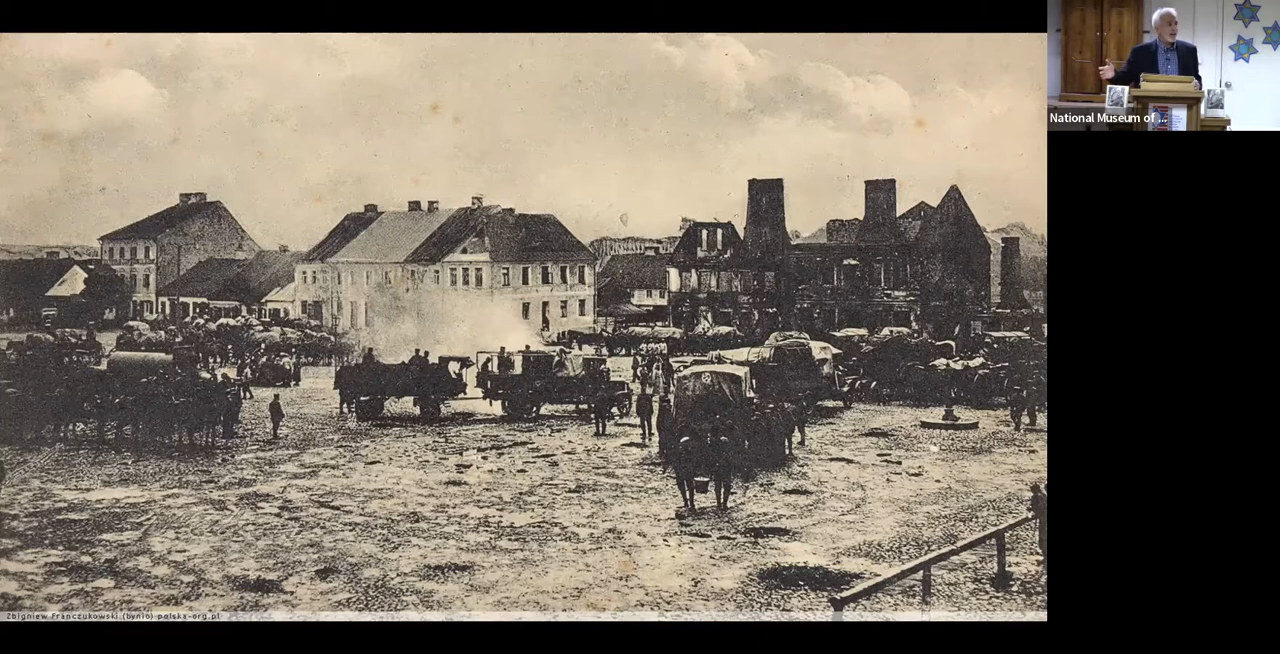 National Museum of ...
Zbigniew Franczukowski (bynio) polska-org.pl